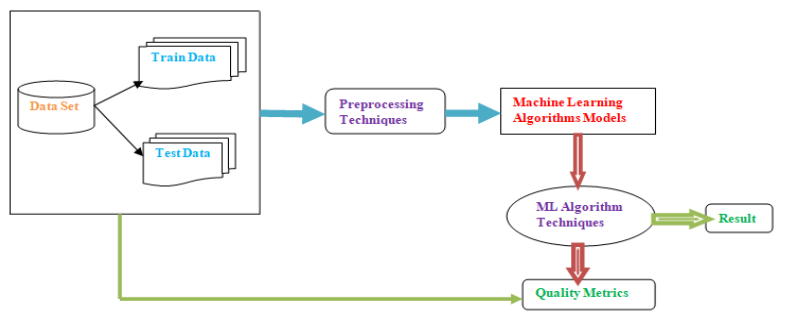 Train Data
Data Set
Test Data
Preprocessing
Techniques
Machine Learning
Algorithms Models
ML Algorithm
Techniques
Result
Quality Metrics